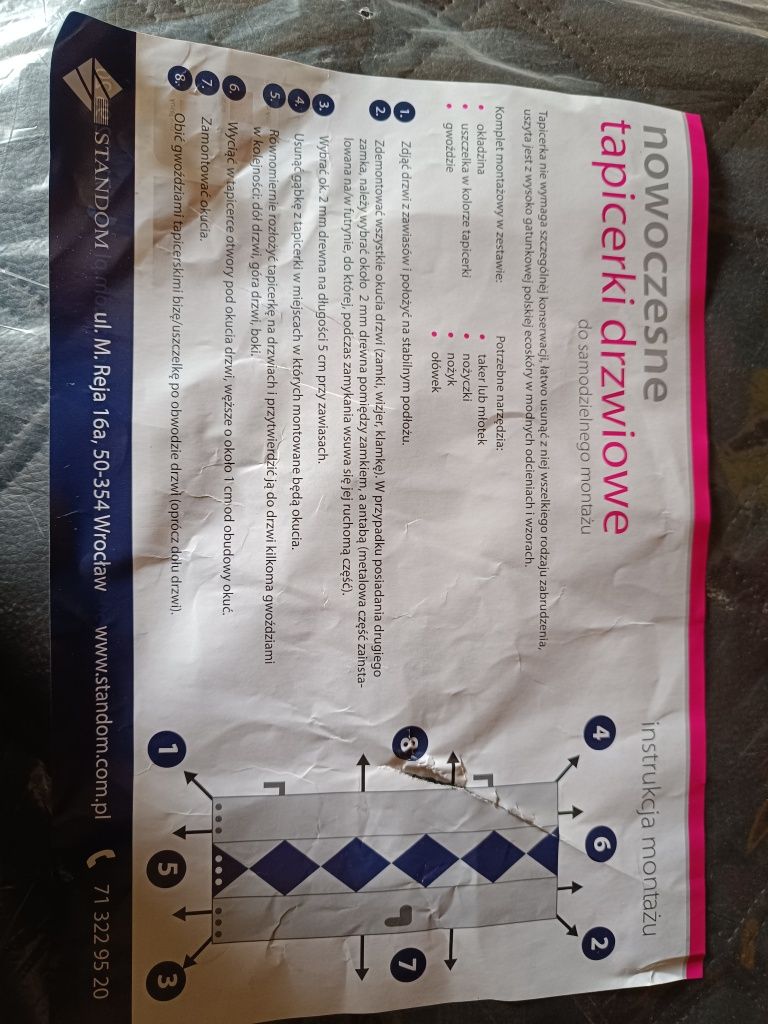 nowoczesne
tapicerki drzwiowe
do samodzielnego montażu
instrukcja montażu
Tapicerka nie wymaga szczególnej konserwacji, łatwo usunąć z niej wszelkiego rodzaju zabrudzenia,
uszyta jest z wysoko gatunkowej polskiej ecoskóry w modnych odcieniach i wzorach.
Komplet montażowy w zestawie:
• okładzina
• uszczelka w kolorze tapicerki
• gwoździe
Potrzebne narzędzia:
• taker lub młotek
• nożyczki
• nożyk
• ołówek
1. Zdjąć drzwi z zawiasów i położyć na stabilnym podłożu.
2. Zdemontować wszystkie okucia drzwi (zamki, wizjer, klamkę). W przypadku posiadania drugiego
zamka, należy wybrać około 2 mm drewna pomiędzy zamkiem, a antabą (metalowa część zainsta-
lowana na/w futrynie, do której, podczas zamykania wsuwa się jej ruchomą część).
3. Wybrać ok. 2 mm drewna na długości 5 cm przy zawiasach.
4. Usunąć gąbkę z tapicerki w miejscach w których montowane będą okucia.
5. Równomiernie rozłożyć tapicerkę na drzwiach i przytwierdzić ją do drzwi kilkoma gwoździami
w kolejności: dół drzwi, góra drzwi, boki.
6. Wyciąć w tapicerce otwory pod okucia drzwi, węższe o około 1 cm od obudowy okuć.
7. Zamontować okucia.
8. Obić gwoździami tapicerskimi bizę/uszczelkę po obwodzie drzwi (oprócz dołu drzwi).
4
6
2
8
7
1
5
3
STANDOM ul. M. Reja 16a, 50-354 Wrocław www.standom.com.pl 71 322 95 20